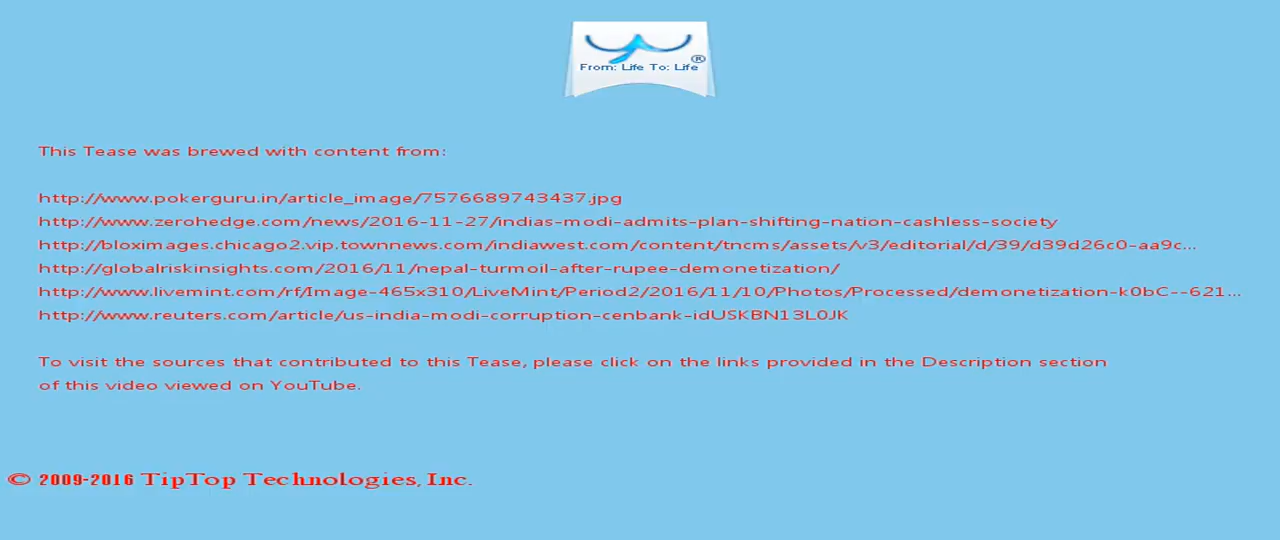 From: Life To: Life ®
This Tease was brewed with content from:
http://www.pokerguru.in/article_image/7576689743437.jpg
http://www.zerohedge.com/news/2016-11-27/indias-modi-admits-plan-shifting-nation-cashless-society
http://bloximages.chicago2.vip.townnews.com/indiawest.com/content/tncms/assets/v3/editorial/d/39/d39d26c0-aa9c...
http://globalriskinsights.com/2016/11/nepal-turmoil-after-rupee-demonetization/
http://www.livemint.com/rf/Image-465x310/LiveMint/Period2/2016/11/10/Photos/Processed/demonetization-k0bC--621...
http://www.reuters.com/article/us-india-modi-corruption-cenbank-idUSKBN13L0JK
To visit the sources that contributed to this Tease, please click on the links provided in the Description section
of this video viewed on YouTube.
© 2009-2016 TipTop Technologies, Inc.